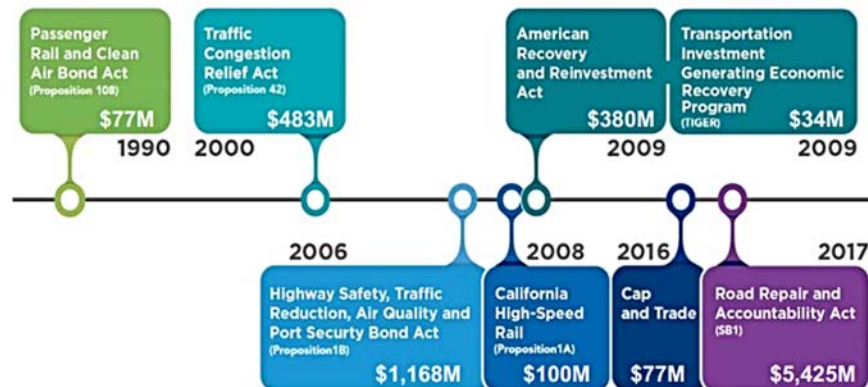 Passenger
Rail and Clean
Air Bond Act
(Proposition 108)
$77M
1990
Traffic
Congestion
Relief Act
(Proposition 42)
$483M
2000
American
Recovery
and Reinvestment
Act
$380M
2009
Transportation
Investment
Generating Economic
Recovery
Program
(TIGER)
$34M
2009
2006
Highway Safety, Traffic
Reduction, Air Quality and
Port Securty Bond Act
(Proposition1B)
$1,168M
2008
California
High-Speed
Rail
(Proposition1A)
$100M
2016
Cap
and Trade
$77M
2017
Road Repair and
Accountability Act
(SB1)
$5,425M